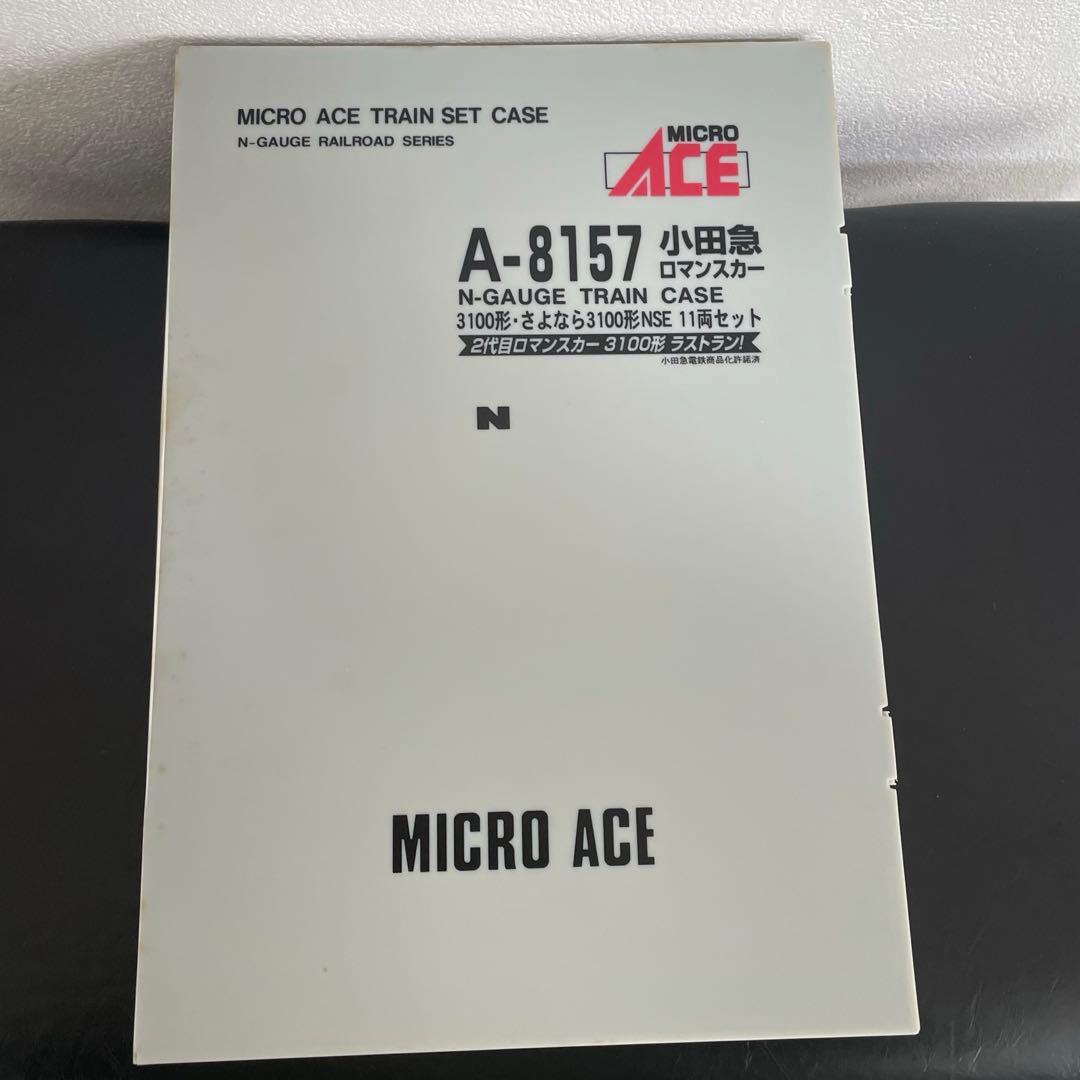 MICRO ACE TRAIN SET CASE
N-GAUGE RAILROAD SERIES
MICRO
ACE
A-8157 小田急
ロマンスカー
N-GAUGE TRAIN CASE
3100形・さよなら3100形NSE 11両セット
2代目ロマンスカー 3100形 ラストラン!
小田急電鉄商品化許諾済
N
MICRO ACE